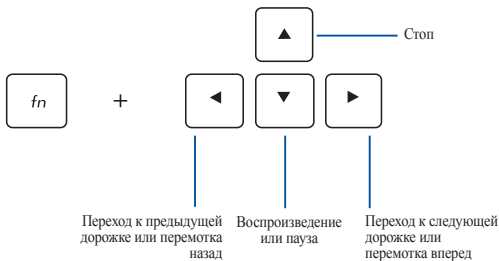 Стоп
fn
+
Переход к предыдущей
дорожке или перемотка
назад
Воспроизведение
или пауза
Переход к следующей
дорожке или
перемотка вперед